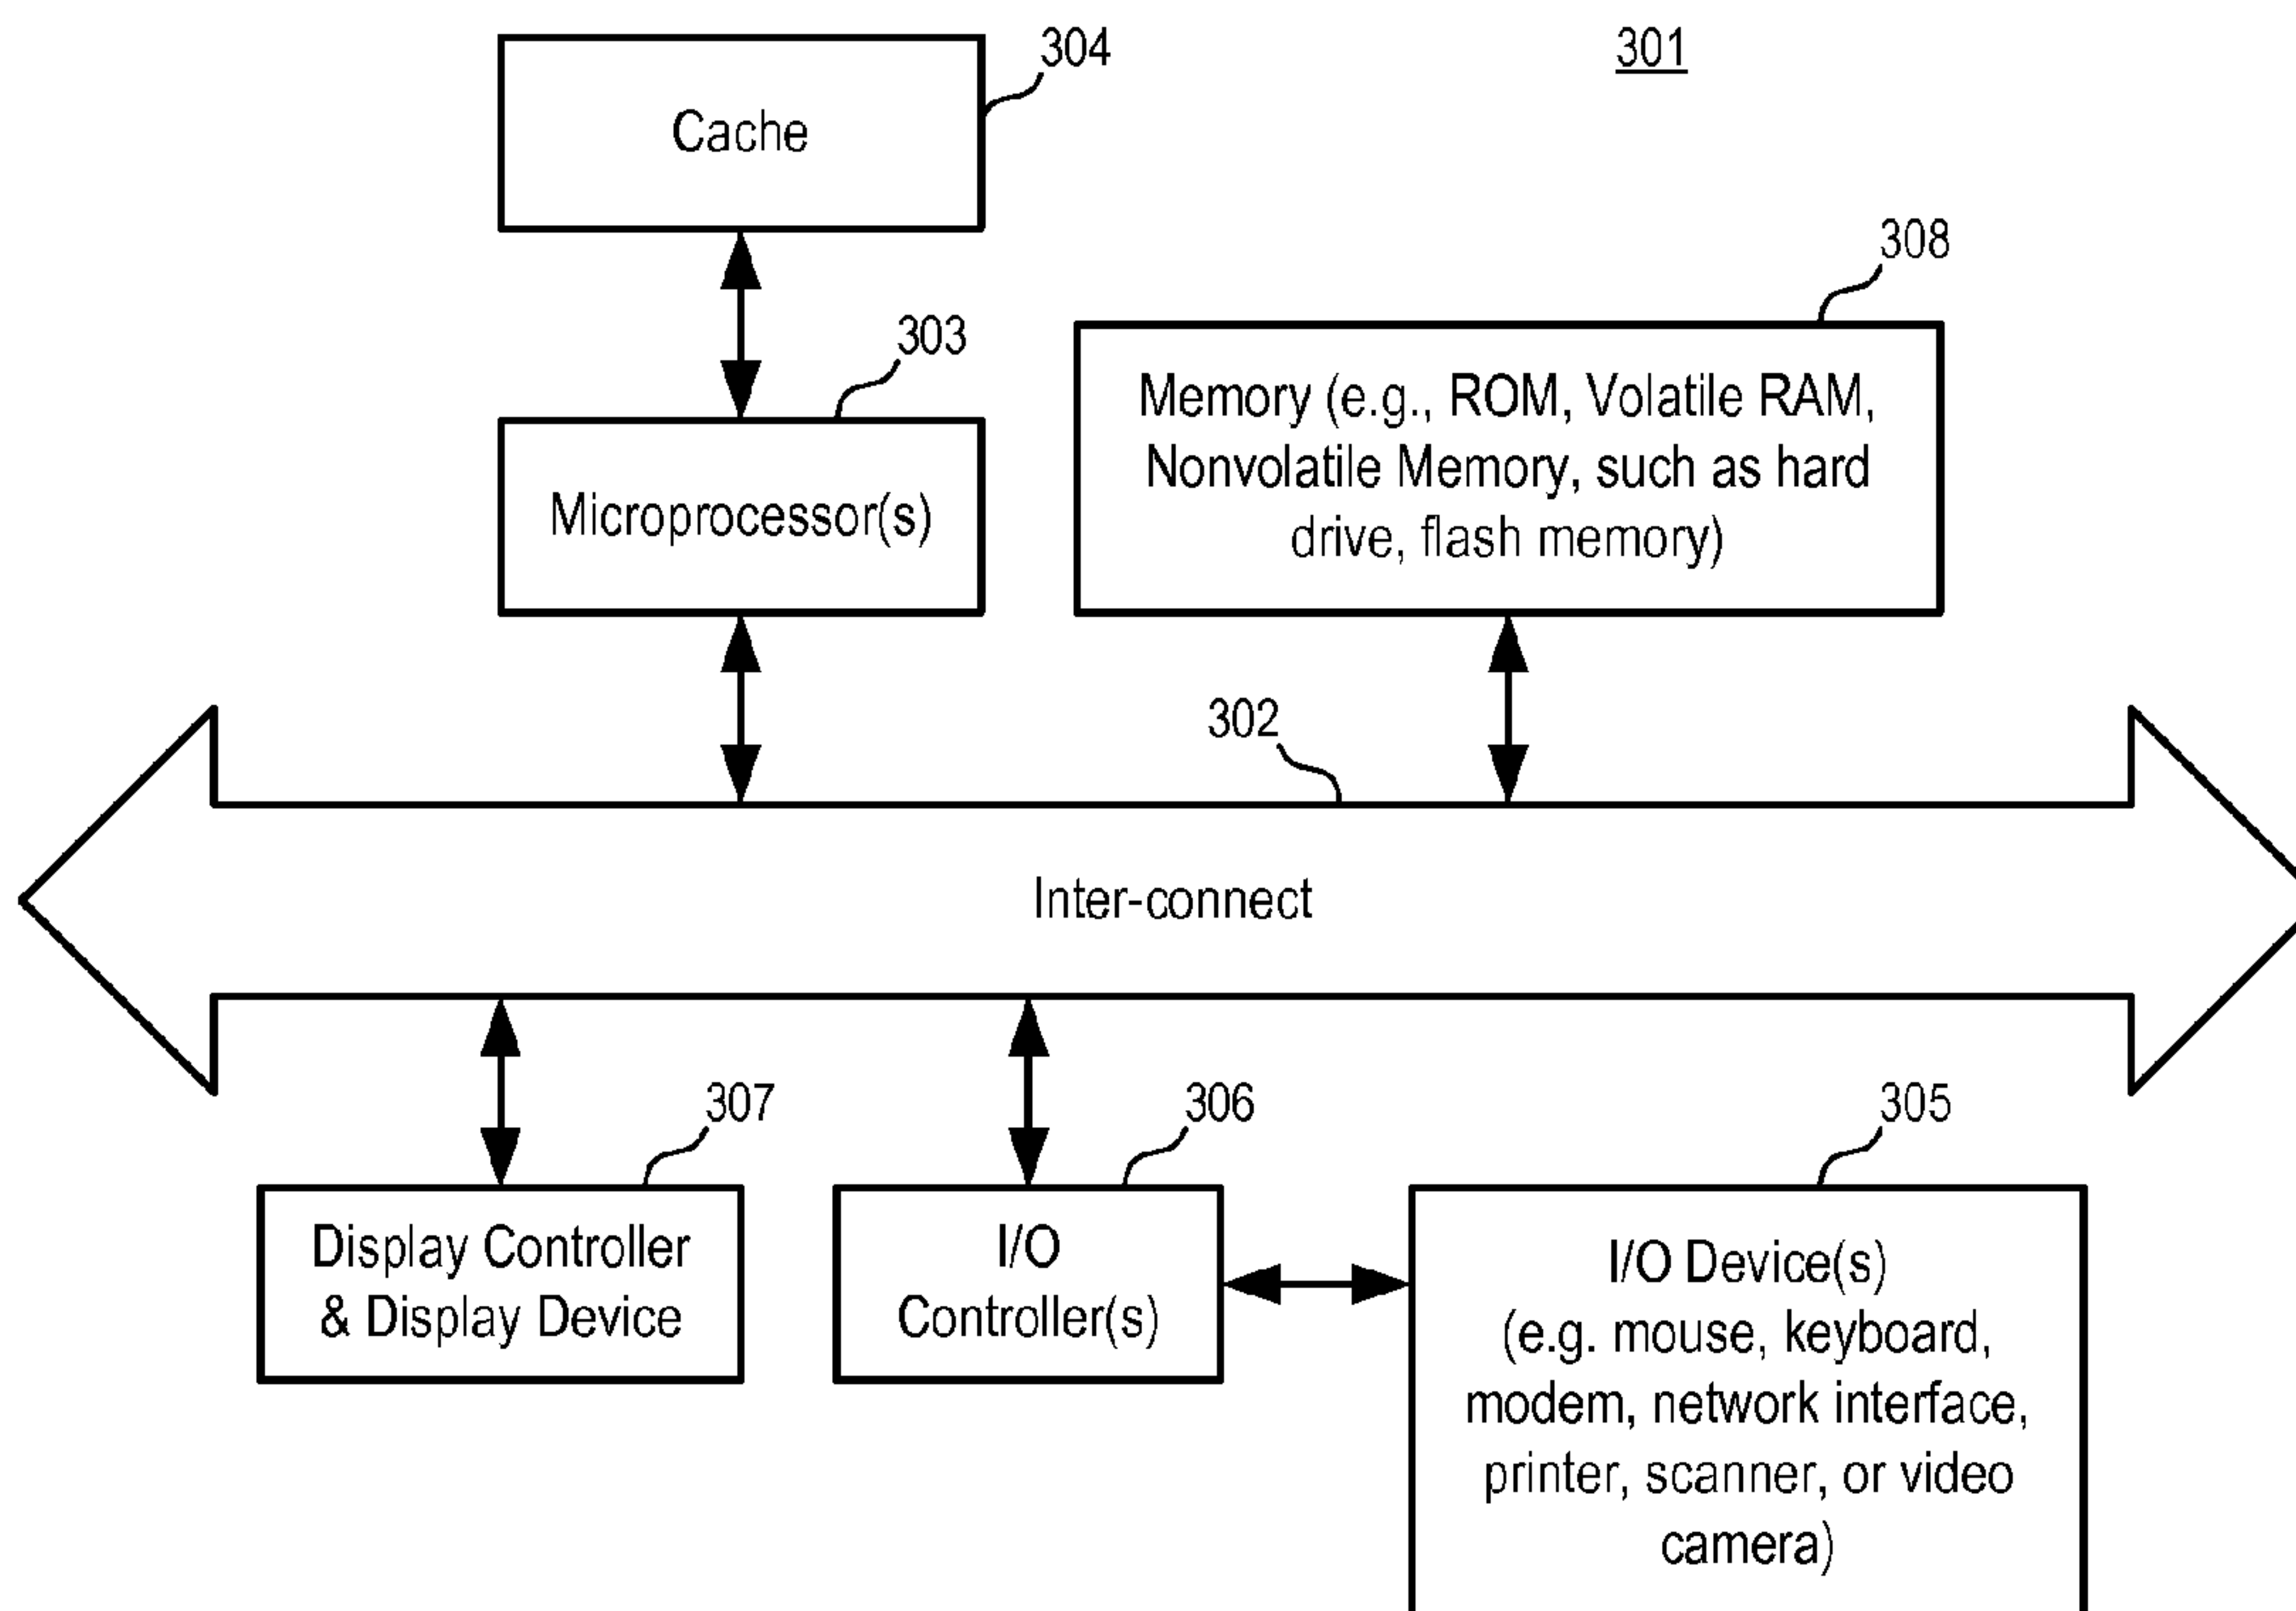 304
301
Cache
308
303
Memory (e.g., ROM, Volatile RAM,
Nonvolatile Memory, such as hard
drive, flash memory)
Microprocessor(s)
302
Inter-connect
307
306
305
Display Controller
& Display Device
I/O
Controller(s)
I/O Device(s)
(e.g. mouse, keyboard,
modem, network interface,
printer, scanner, or video
camera)